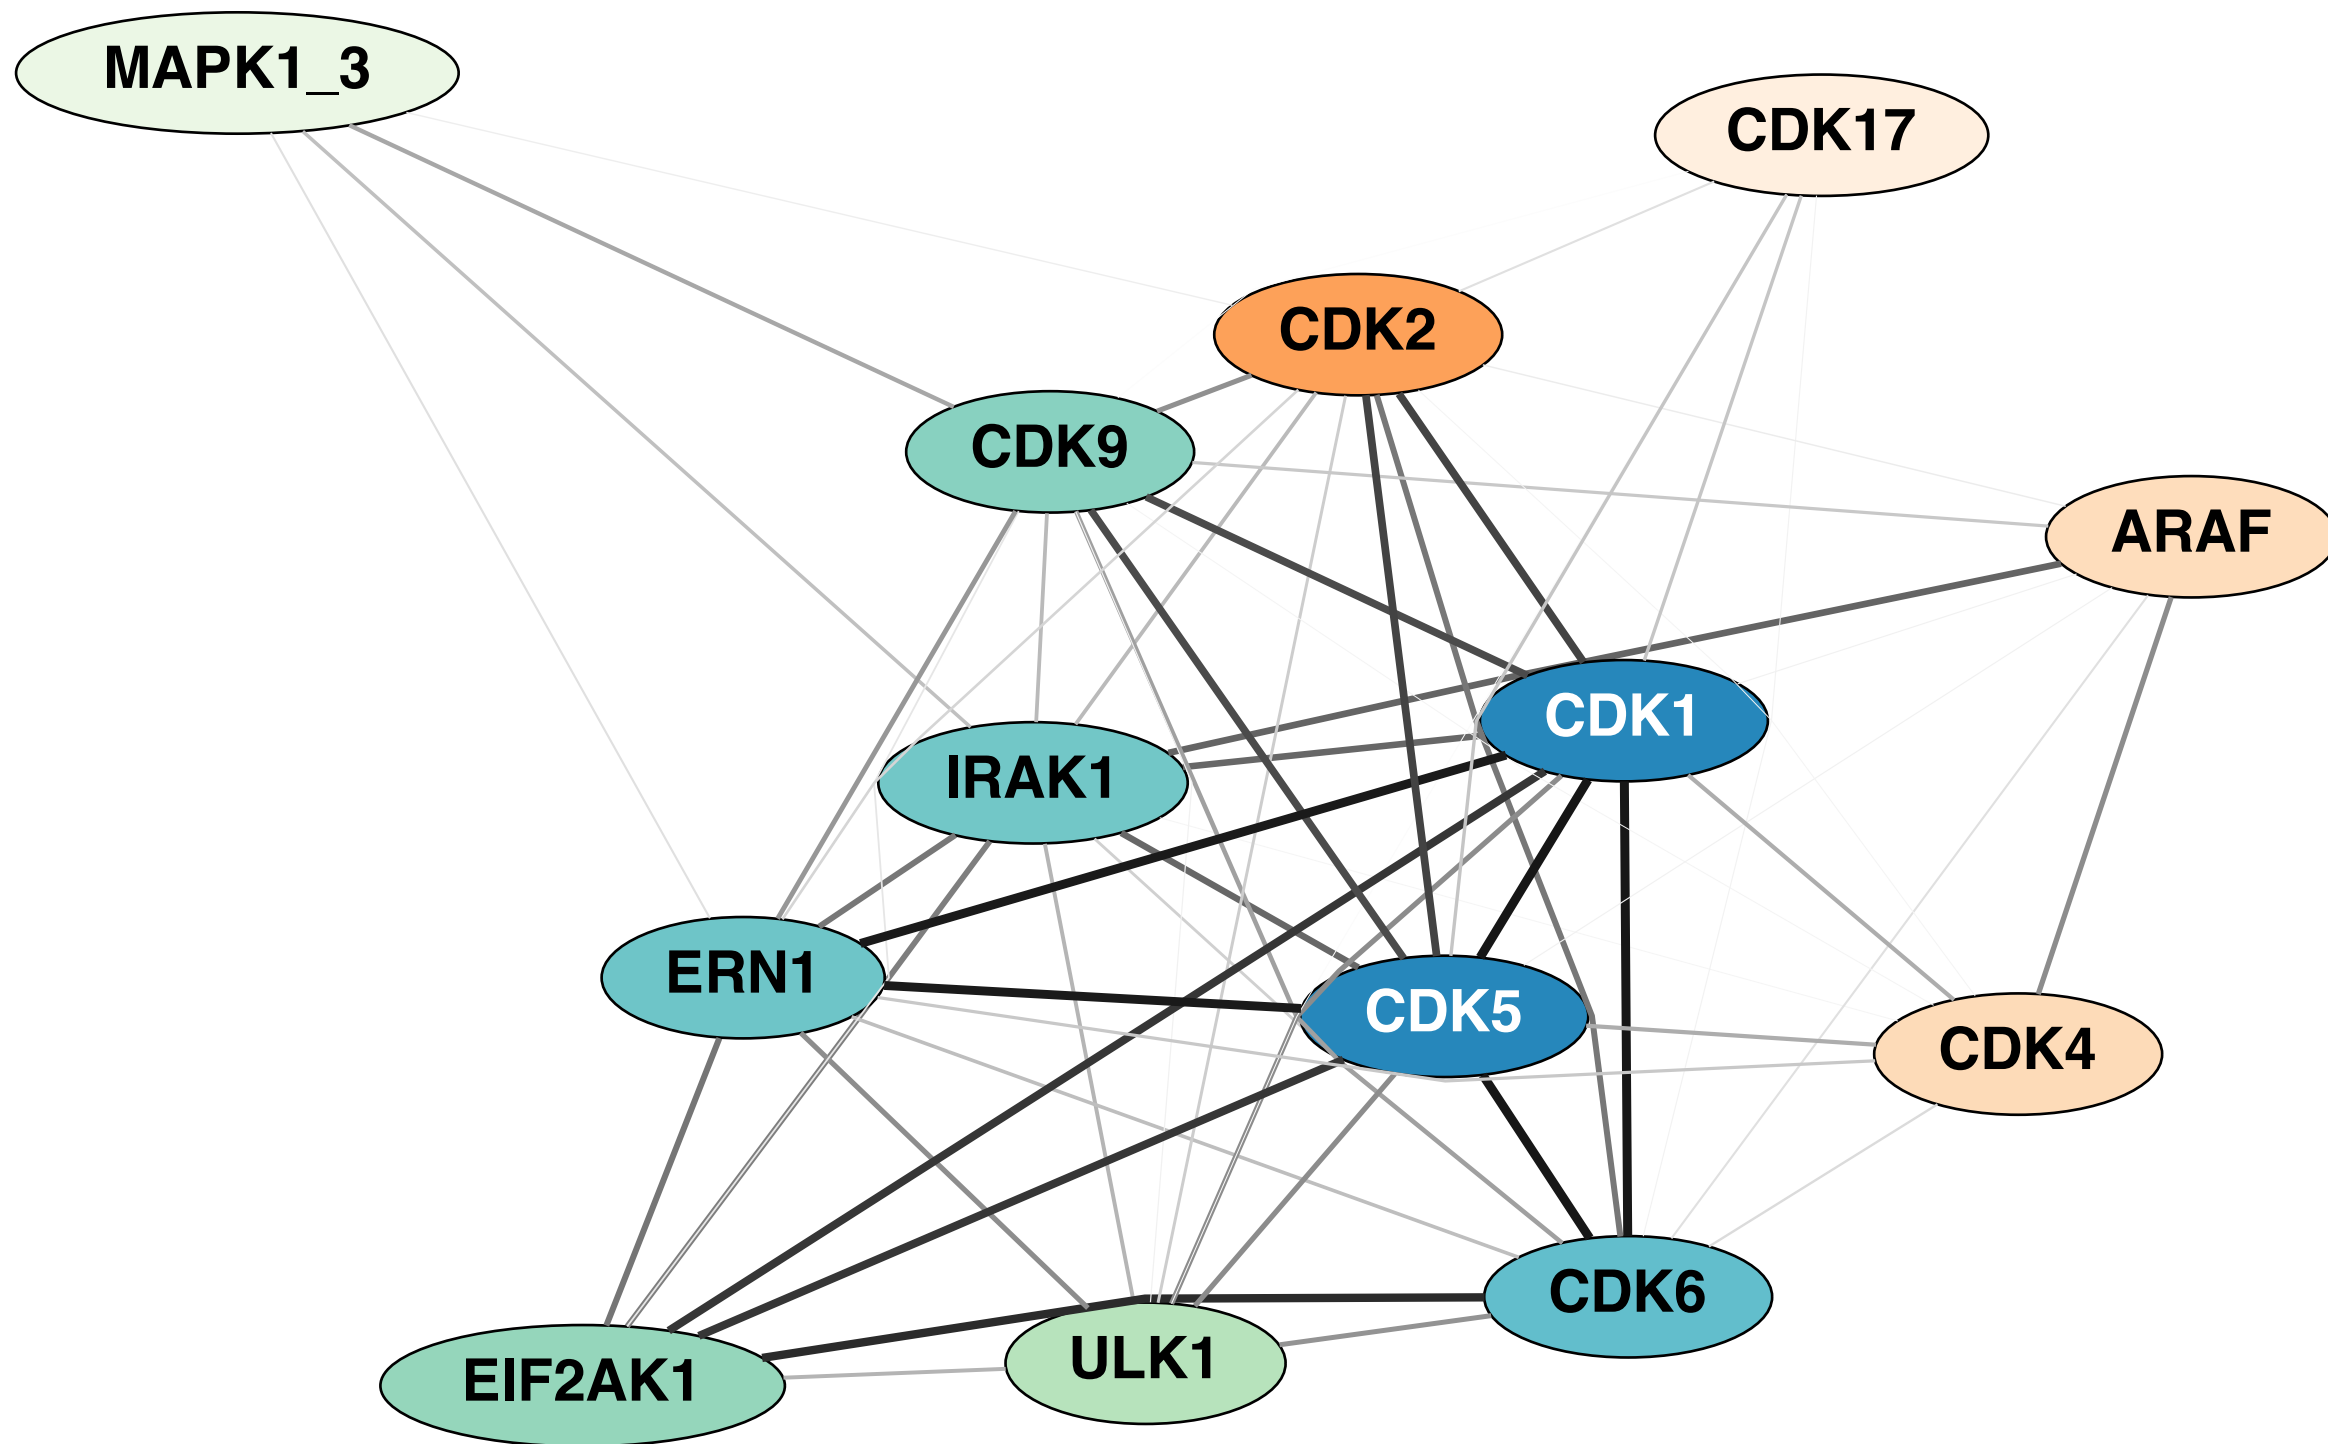 MAPK1_3
CDK17
CDK2
CDK9
ARAF
CDK1
IRAK1
ERN1
CDK5
CDK4
CDK6
ULK1
EIF2AK1